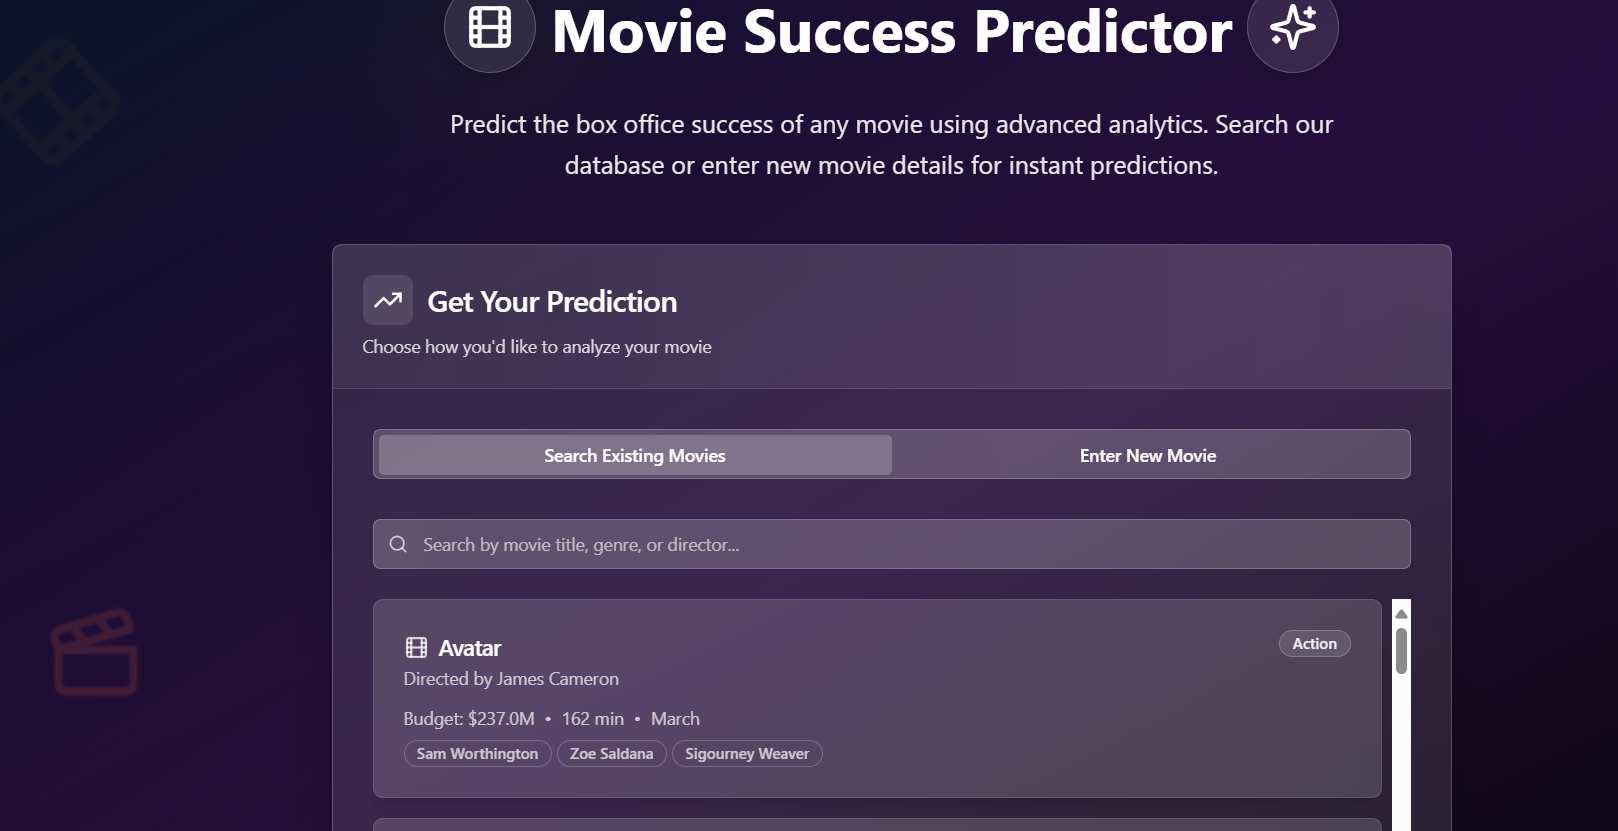 Movie Success Predictor
Predict the box office success of any movie using advanced analytics. Search our
database or enter new movie details for instant predictions.
Get Your Prediction
Choose how you'd like to analyze your movie
Search Existing Movies
Enter New Movie
Search by movie title, genre, or director...
Avatar
Action
Directed by James Cameron
Budget: $237.0M • 162 min • March
Sam Worthington
Zoe Saldana
Sigourney Weaver